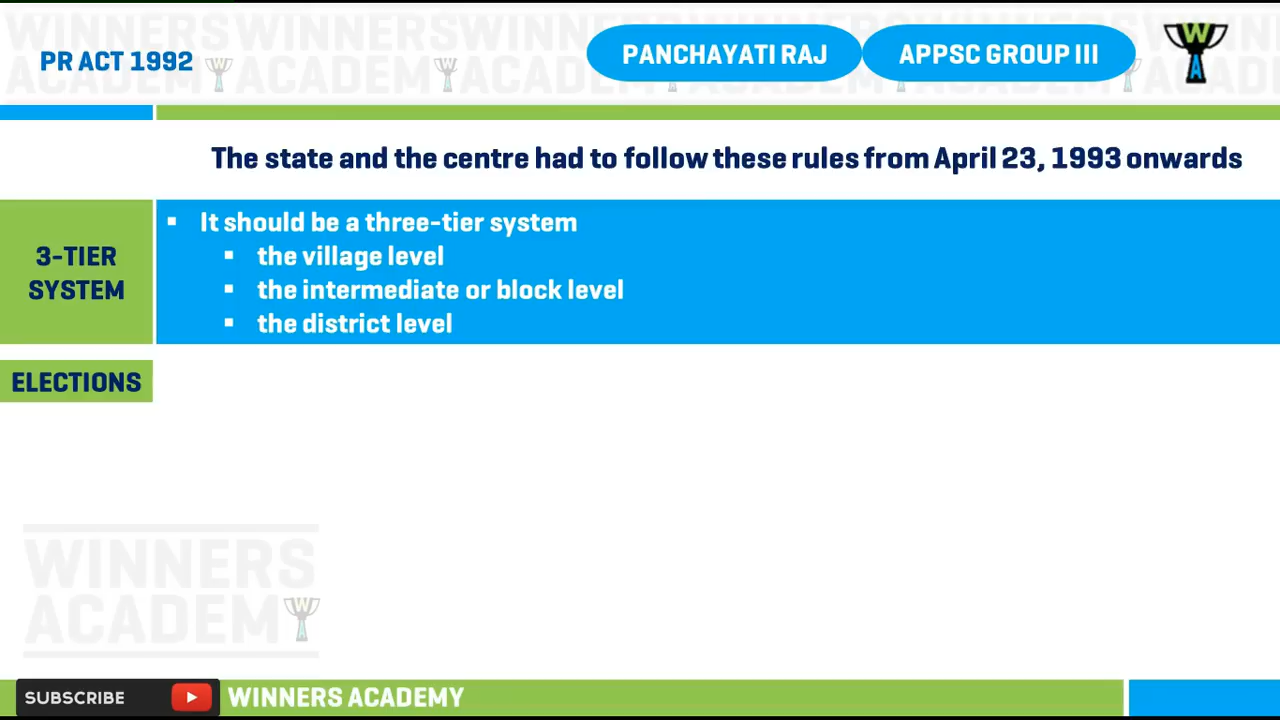 PR ACT 1992
PANCHAYATI RAJ
APPSC GROUP III
The state and the centre had to follow these rules from April 23, 1993 onwards
3-TIER
SYSTEM
▪ It should be a three-tier system
▪ the village level
▪ the intermediate or block level
▪ the district level
ELECTIONS
WINNERS
ACADEMY
SUBSCRIBE
WINNERS ACADEMY